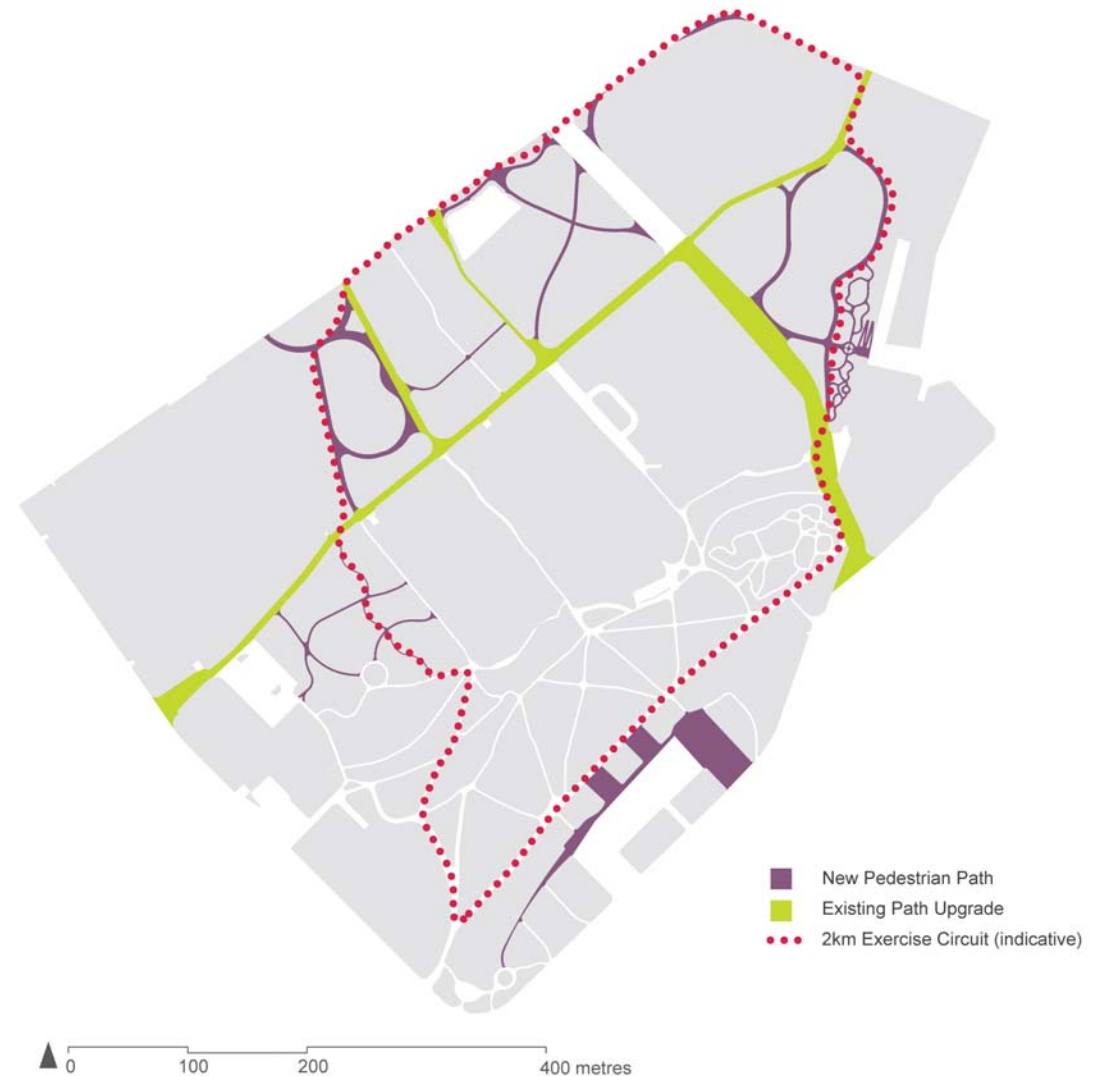 New Pedestrian Path
Existing Path Upgrade
2km Exercise Circuit (indicative)
0 100 200 400 metres